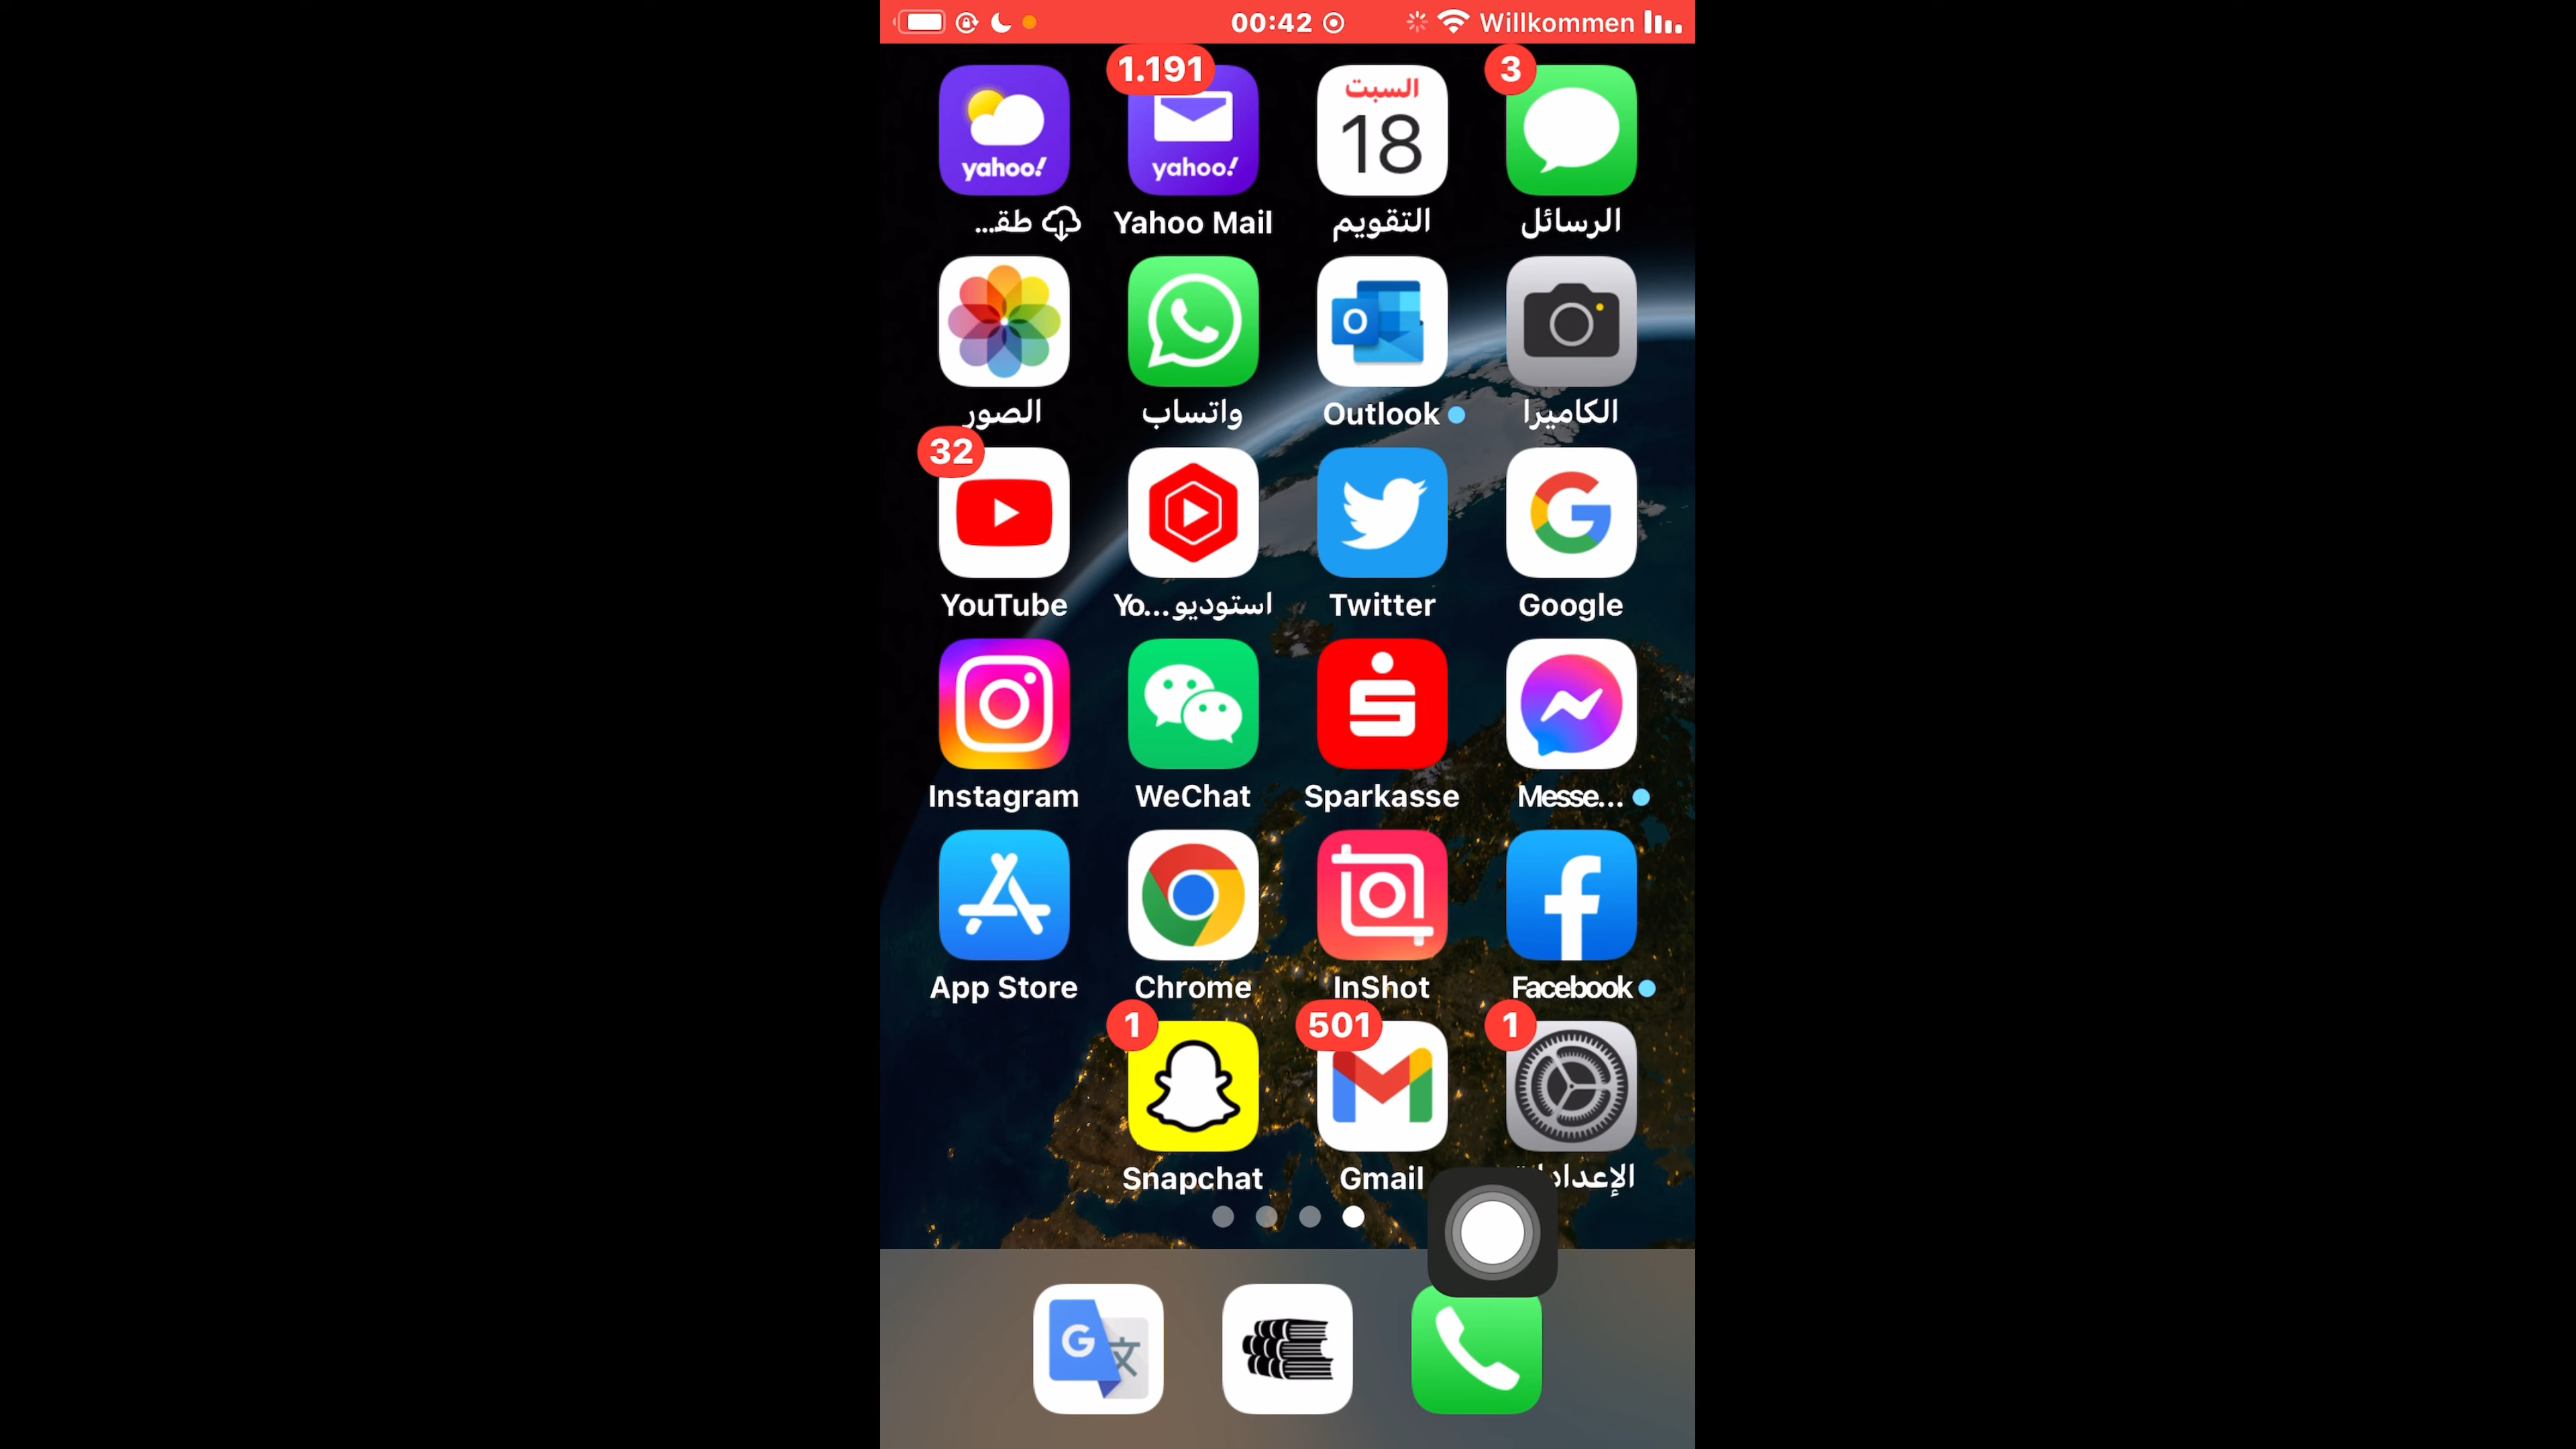 00:42 Willkommen
1.191
3
السبت
18
yahoo!
yahoo!
طقـ...
Yahoo Mail
التقويم
الرسائل
O
الصور
واتساب
Outlook
الكاميرا
32
YouTube
استوديو Yo...
Twitter
Google
Instagram
WeChat
Sparkasse
Messe...
App Store
Chrome
InShot
Facebook
1
501
1
Snapchat
Gmail
G
文